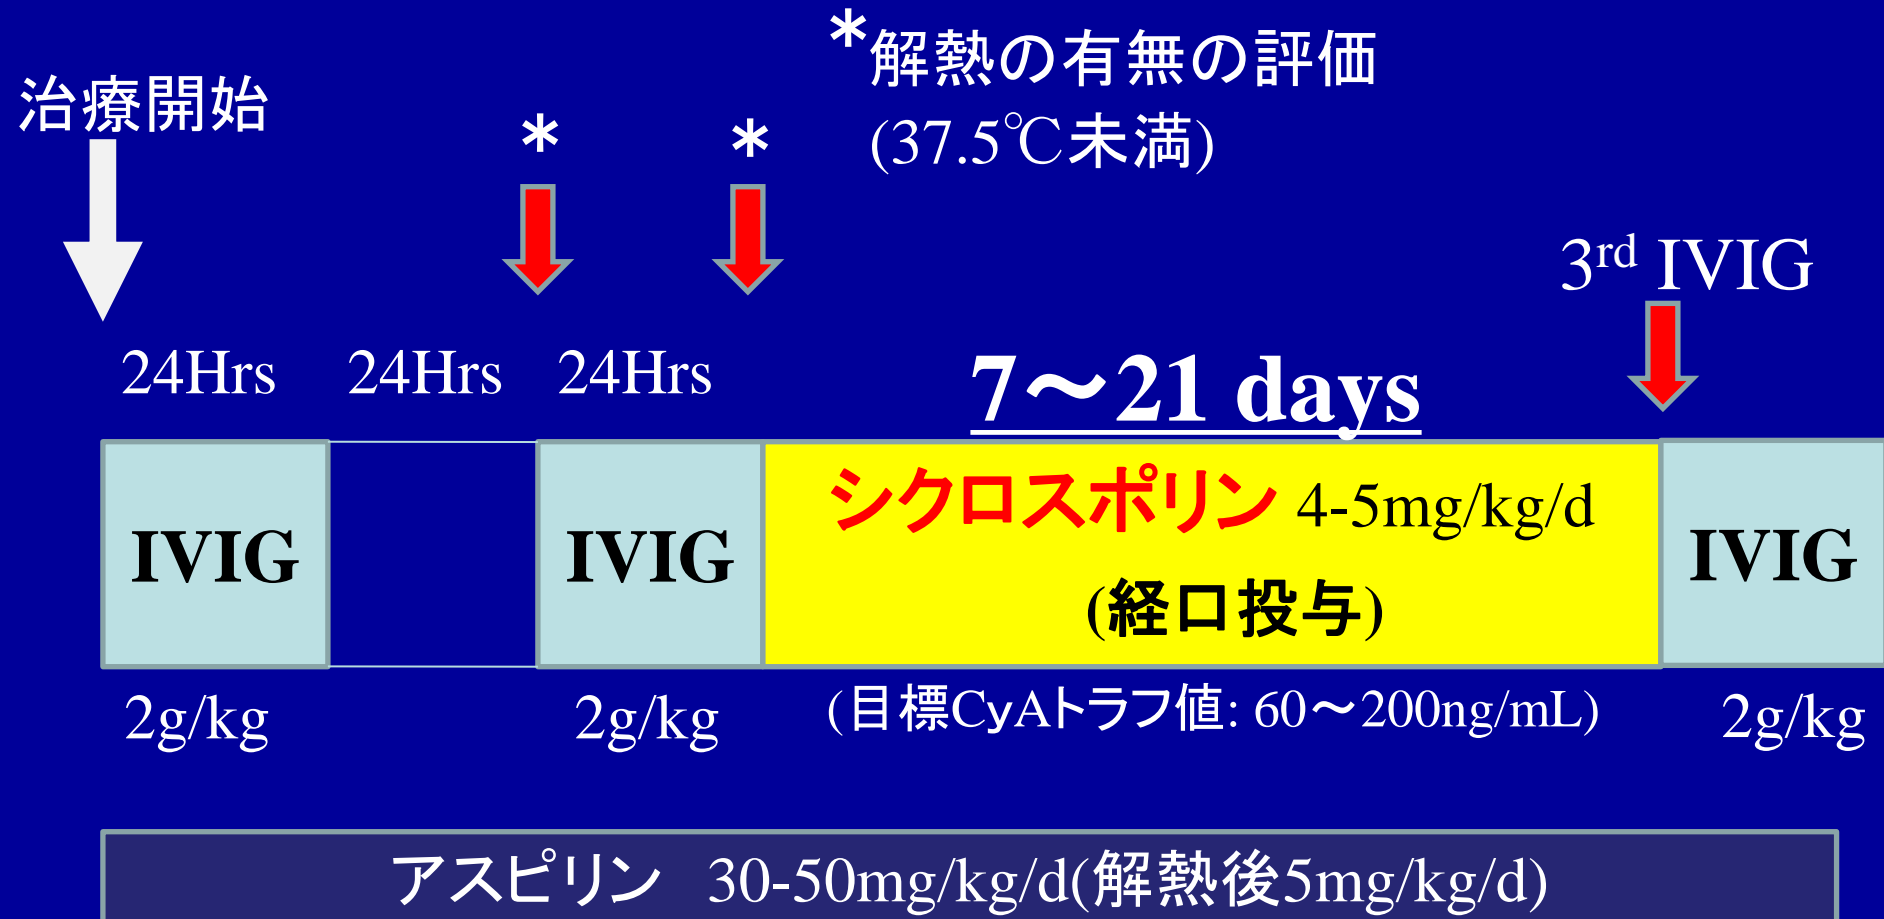 *解熱の有無の評価
(37.5℃未満)
治療開始
* *
3rd IVIG
24Hrs 24Hrs 24Hrs
7～21 days
IVIG IVIG シクロスポリン 4-5mg/kg/d IVIG
(経口投与)
2g/kg 2g/kg (目標CyAトラフ値: 60～200ng/mL) 2g/kg
アスピリン 30-50mg/kg/d(解熱後5mg/kg/d)